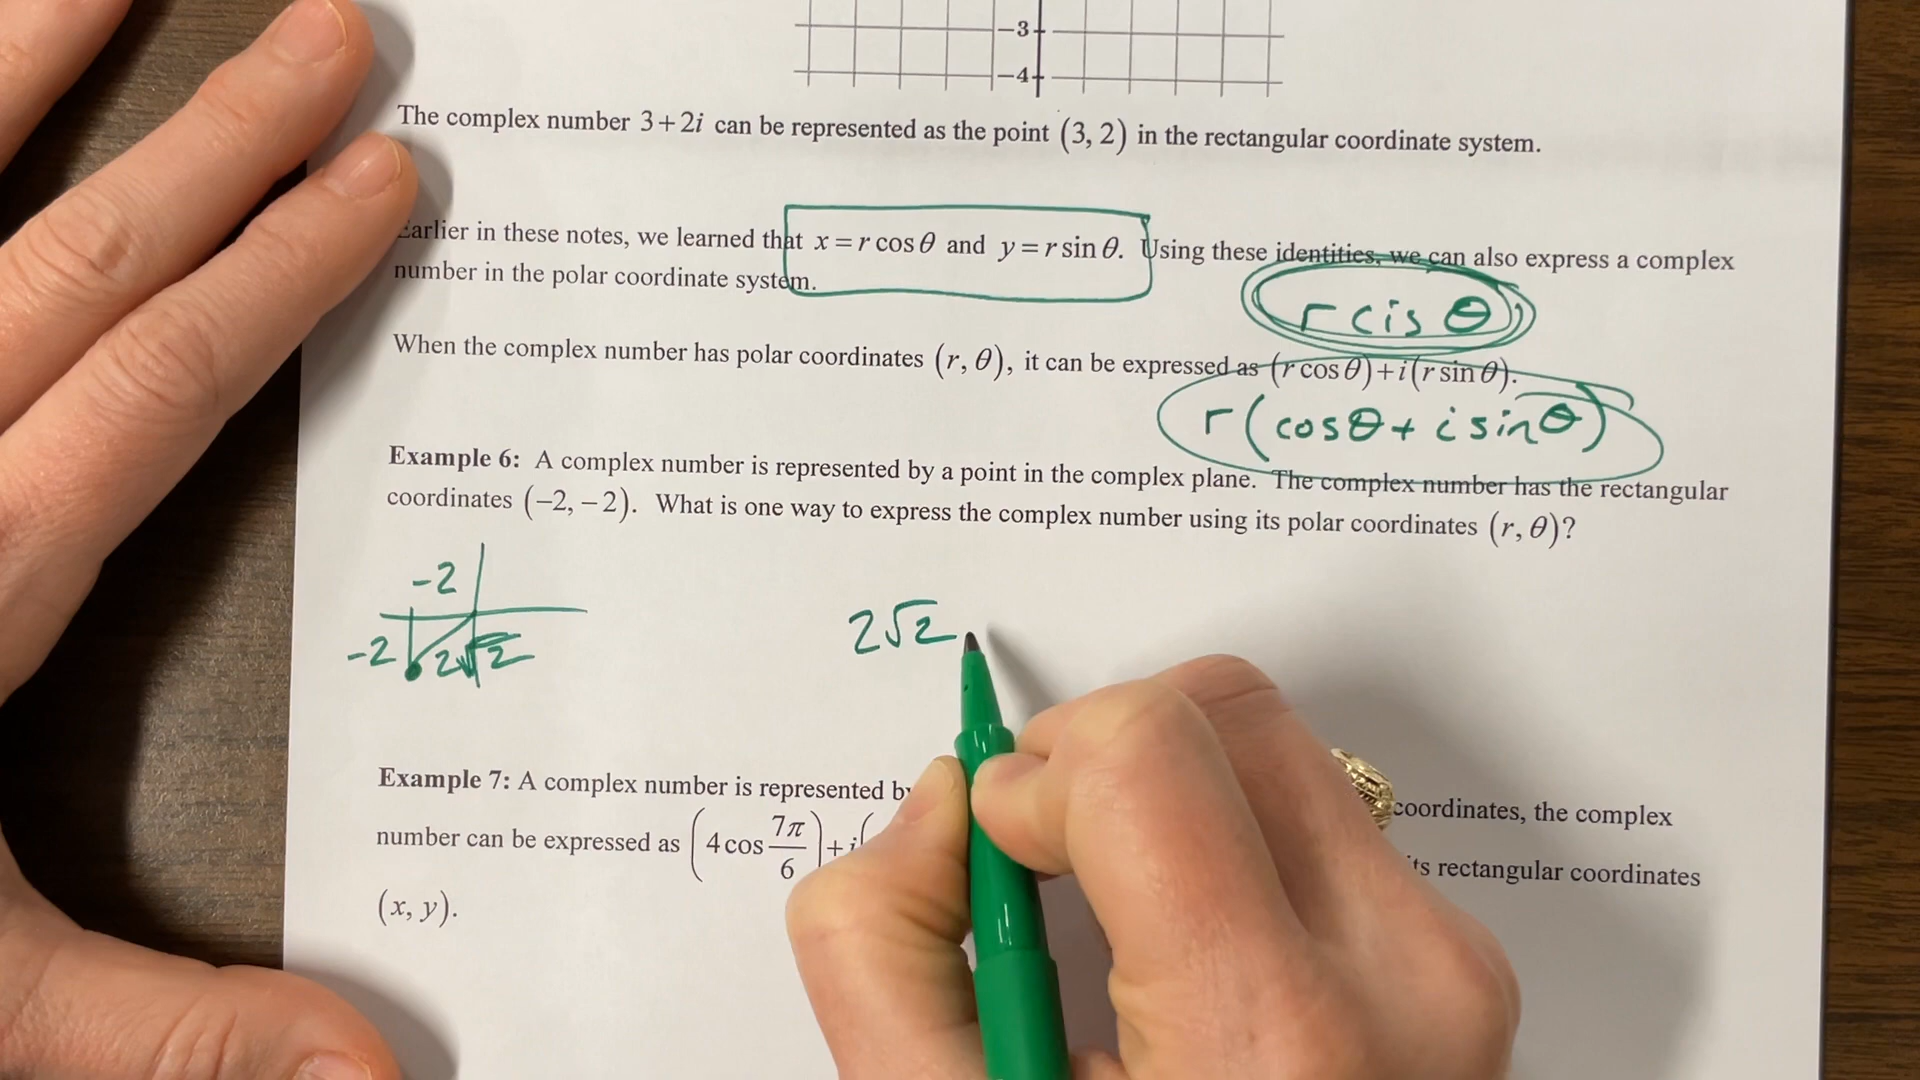 −3
−4
The complex number 3+2i can be represented as the point (3, 2) in the rectangular coordinate system.
Earlier in these notes, we learned that x = r cos θ and y = r sin θ. Using these identities, we can also express a complex
number in the polar coordinate system.
r cis θ
When the complex number has polar coordinates (r, θ), it can be expressed as (r cos θ)+i(r sin θ).
r(cosθ + i sinθ)
Example 6: A complex number is represented by a point in the complex plane. The complex number has the rectangular
coordinates (−2, −2). What is one way to express the complex number using its polar coordinates (r, θ)?
-2
2√2
-2 2√2
Example 7: A complex number is represented coordinates, the complex
number can be expressed as (4 cos 7π/6) + i( its rectangular coordinates
(x, y).